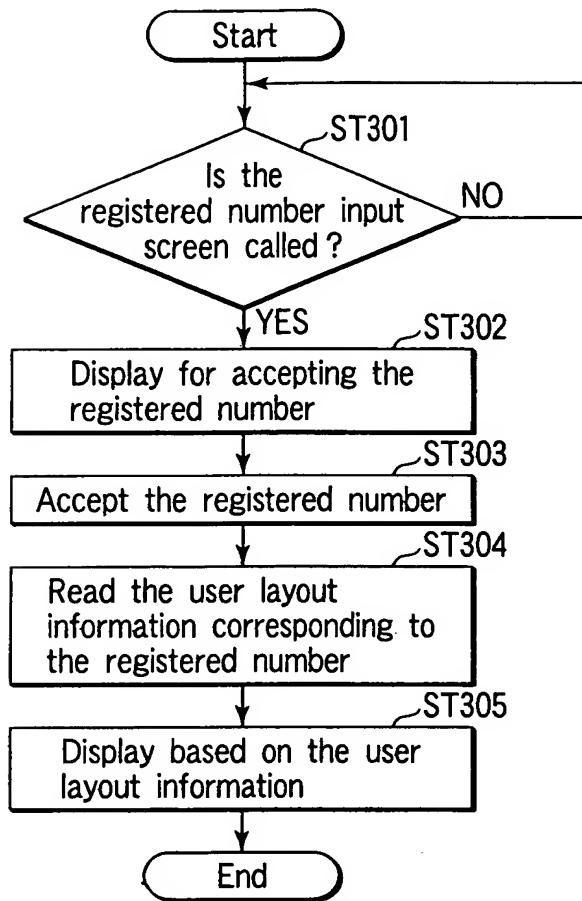 Start
ST301
Is the
registered number input
screen called?
NO
YES
ST302
Display for accepting the
registered number
ST303
Accept the registered number
ST304
Read the user layout
information corresponding to
the registered number
ST305
Display based on the user
layout information
End